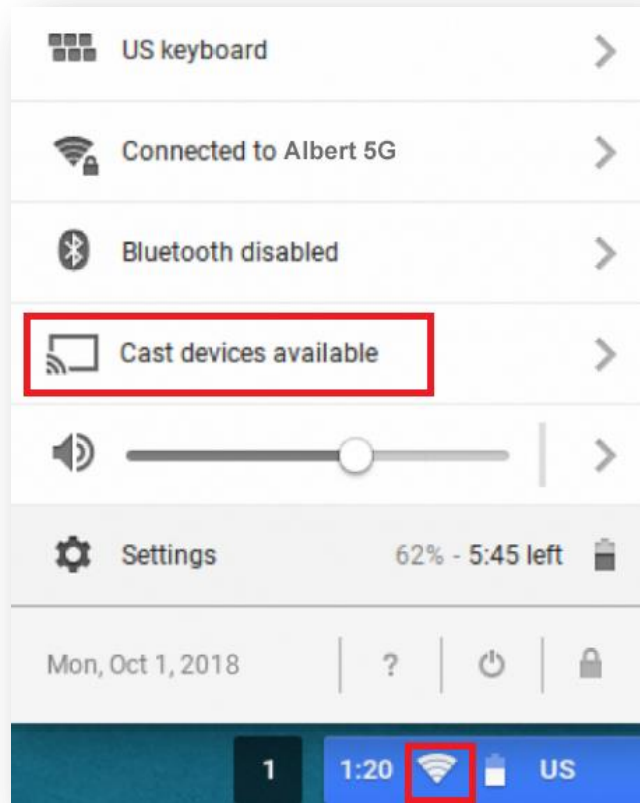 US keyboard
Connected to Albert 5G
Bluetooth disabled
Cast devices available
Settings 62% - 5:45 left
Mon, Oct 1, 2018 ?
1 1:20 US